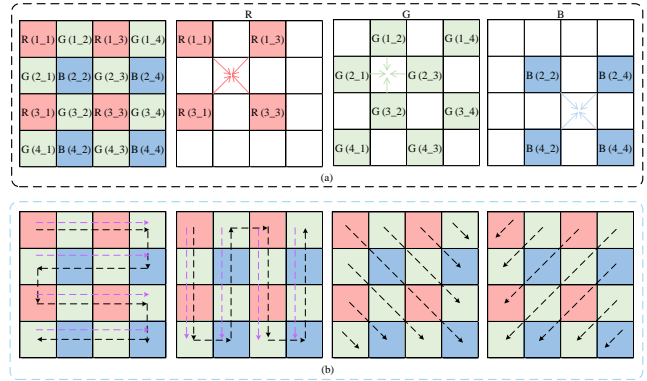 R G B
R (1_1) G (1_2) R (1_3) G (1_4) R (1_1) R (1_3) G (1_2) G (1_4)
G (2_1) B (2_2) G (2_3) B (2_4) G (2_1) G (2_3) B (2_2) B (2_4)
R (3_1) G (3_2) R (3_3) G (3_4) R (3_1) R (3_3) G (3_2) G (3_4)
G (4_1) B (4_2) G (4_3) B (4_4) G (4_1) G (4_3) B (4_2) B (4_4)
(a)
(b)